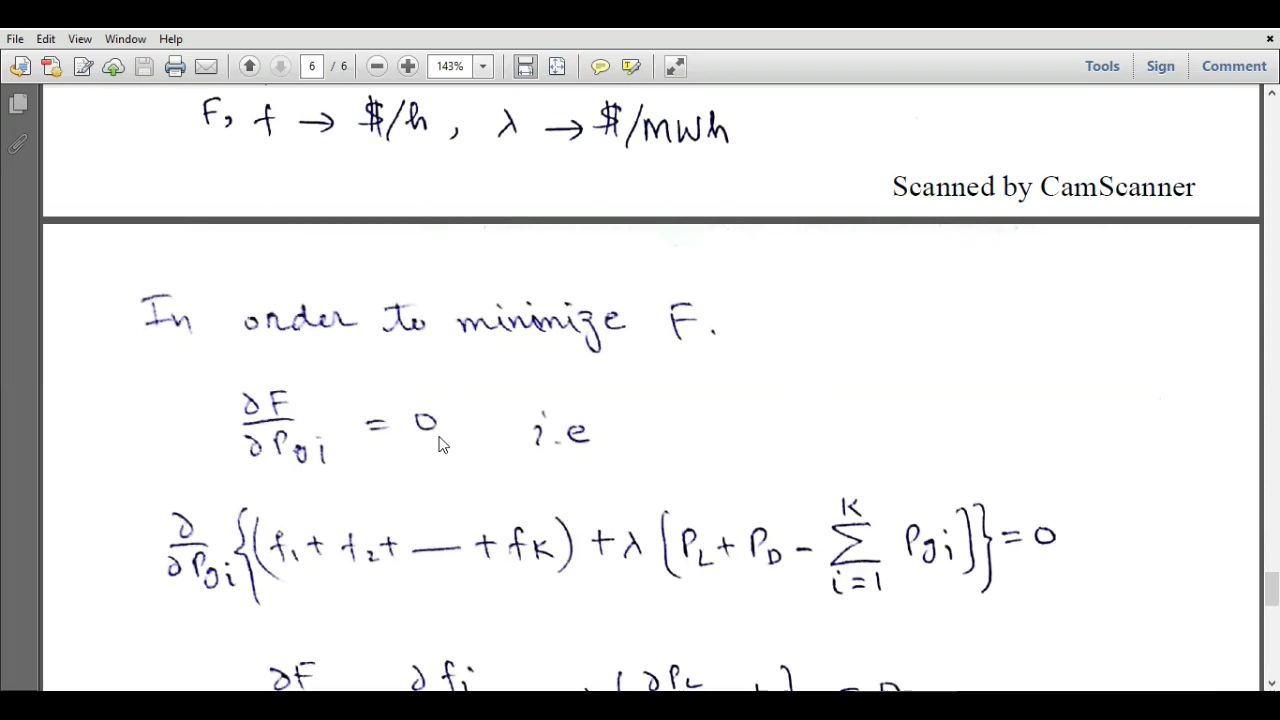 File Edit View Window Help
6 / 6 143% Tools Sign Comment
F, f → $/h, λ → $/MWh
Scanned by CamScanner
In order to minimize F.
∂F/∂Pgi = 0 i.e
∂/∂Pgi {(f₁ + f₂ + — + fK) + λ [PL + PD - Σ_{i=1}^{K} Pgi]} = 0